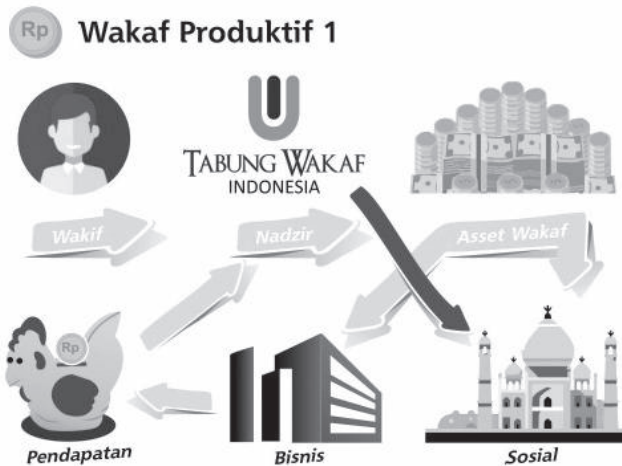 Rp Wakaf Produktif 1
TABUNG WAKAF
INDONESIA
Wakif
Nadzir
Asset Wakaf
Rp
Pendapatan
Bisnis
Sosial